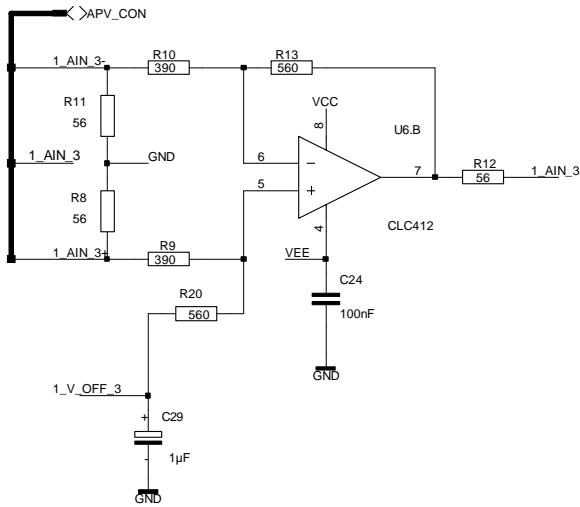 APV_CON
1_AIN_3-
R10
390
R13
560
R11
56
VCC
8
U6.B
1_AIN_3
GND
6
5
7
R12
56
1_AIN_3
R8
56
4
CLC412
1_AIN_3+
R9
390
VEE
C24
100nF
R20
560
GND
1_V_OFF_3
+
C29
1µF
-
GND